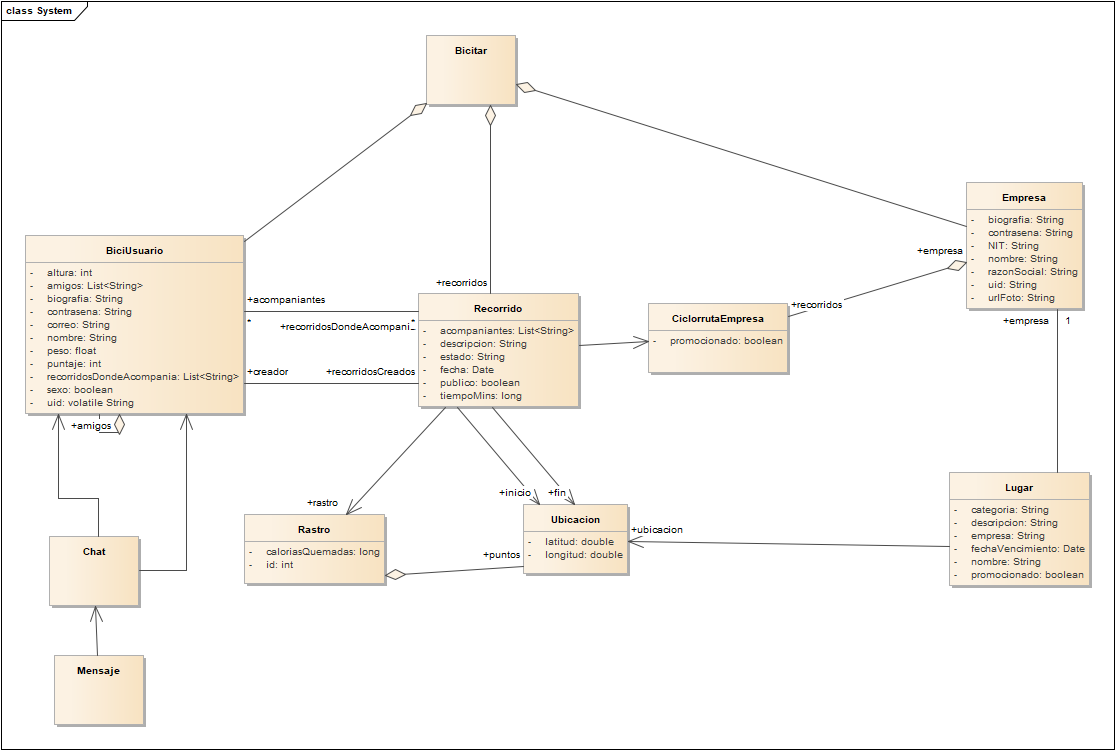 class System
Bicitar
Empresa
- biografia: String
- contrasena: String
- NIT: String
- nombre: String
- razonSocial: String
- uid: String
- urlFoto: String
BiciUsuario
- altura: int
- amigos: List<String>
- biografia: String
- contrasena: String
- correo: String
- nombre: String
- peso: float
- puntaje: int
- recorridosDondeAcompania: List<String>
- sexo: boolean
- uid: volatile String
+empresa
+recorridos
+acompaniantes
*
+recorridosDondeAcompani...
*
+creador
+recorridosCreados
Recorrido
- acompaniantes: List<String>
- descripcion: String
- estado: String
- fecha: Date
- publico: boolean
- tiempoMins: long
+recorridos
CiclorrutaEmpresa
- promocionado: boolean
+empresa
1
+amigos
+rastro
+inicio
+fin
Rastro
- caloriasQuemadas: long
- id: int
+puntos
Ubicacion
- latitud: double
- longitud: double
+ubicacion
Lugar
- categoria: String
- descripcion: String
- empresa: String
- fechaVencimiento: Date
- nombre: String
- promocionado: boolean
Chat
Mensaje